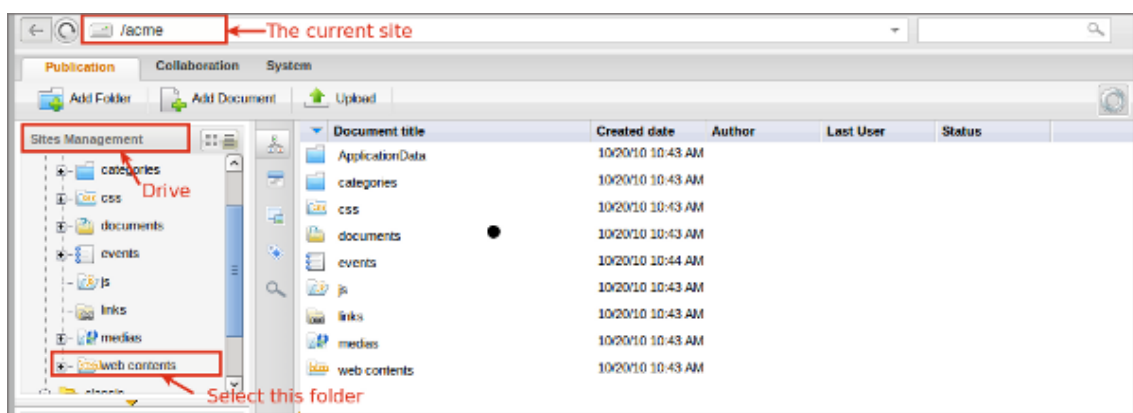 /acme The current site
Publication Collaboration System
Add Folder Add Document Upload
Sites Management
Drive
categories
css
documents
events
js
links
medias
web contents
classic
Select this folder
Document title Created date Author Last User Status
ApplicationData 10/20/10 10:43 AM
categories 10/20/10 10:43 AM
css 10/20/10 10:43 AM
documents 10/20/10 10:43 AM
events 10/20/10 10:44 AM
js 10/20/10 10:43 AM
links 10/20/10 10:43 AM
medias 10/20/10 10:43 AM
web contents 10/20/10 10:43 AM